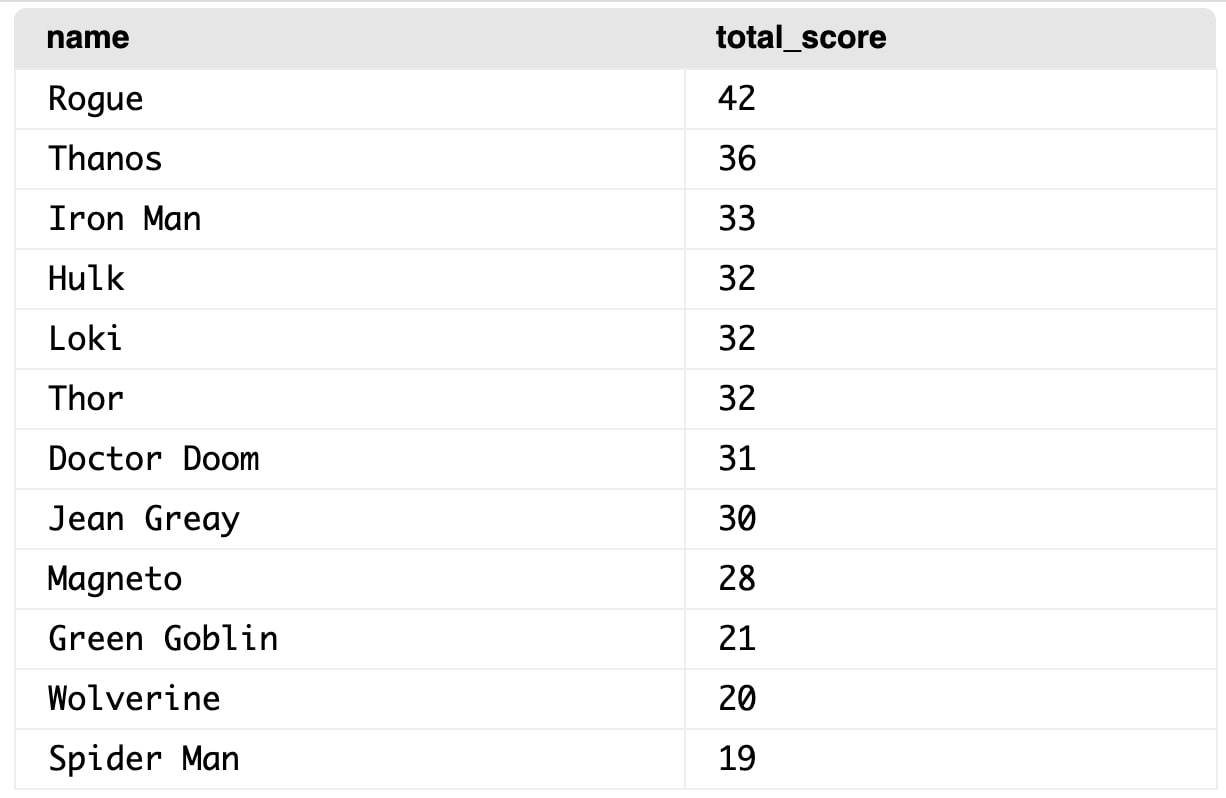 name total_score
Rogue 42
Thanos 36
Iron Man 33
Hulk 32
Loki 32
Thor 32
Doctor Doom 31
Jean Greay 30
Magneto 28
Green Goblin 21
Wolverine 20
Spider Man 19